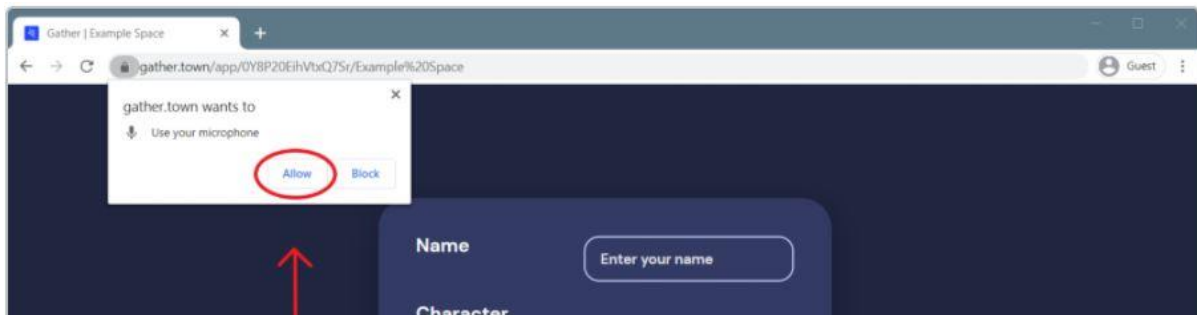 Gather | Example Space
gather.town/app/0Y8P20EihVtxQ7Sr/Example%20Space
Guest
gather.town wants to
Use your microphone
Allow Block
Name
Enter your name
Character